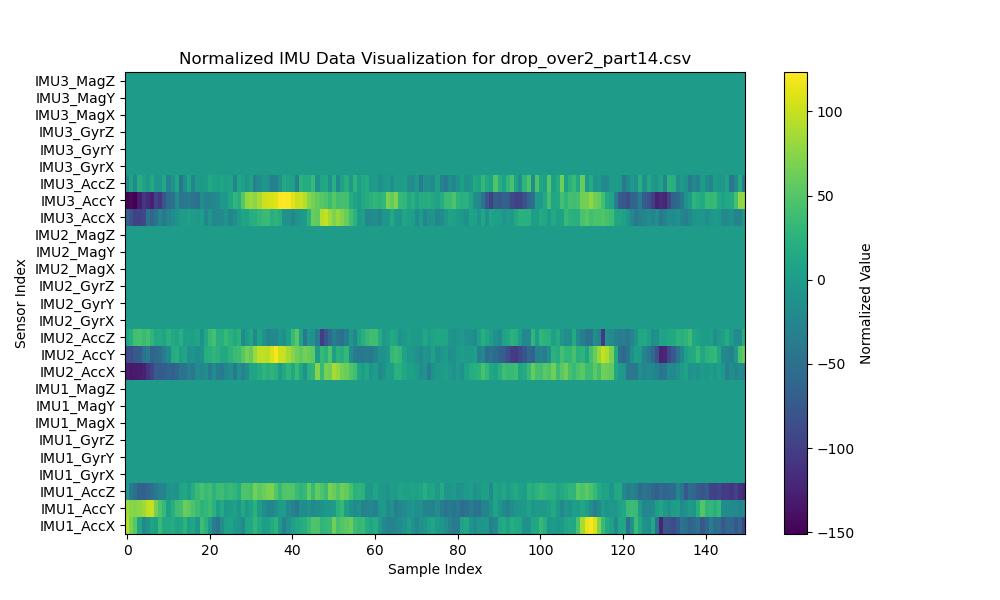 Normalized IMU Data Visualization for drop_over2_part14.csv
IMU3_MagZ
IMU3_MagY
IMU3_MagX
IMU3_GyrZ
IMU3_GyrY
IMU3_GyrX
IMU3_AccZ
IMU3_AccY
IMU3_AccX
IMU2_MagZ
IMU2_MagY
IMU2_MagX
IMU2_GyrZ
IMU2_GyrY
IMU2_GyrX
IMU2_AccZ
IMU2_AccY
IMU2_AccX
IMU1_MagZ
IMU1_MagY
IMU1_MagX
IMU1_GyrZ
IMU1_GyrY
IMU1_GyrX
IMU1_AccZ
IMU1_AccY
IMU1_AccX
Sensor Index
0 20 40 60 80 100 120 140
Sample Index
100
50
0
−50
−100
−150
Normalized Value